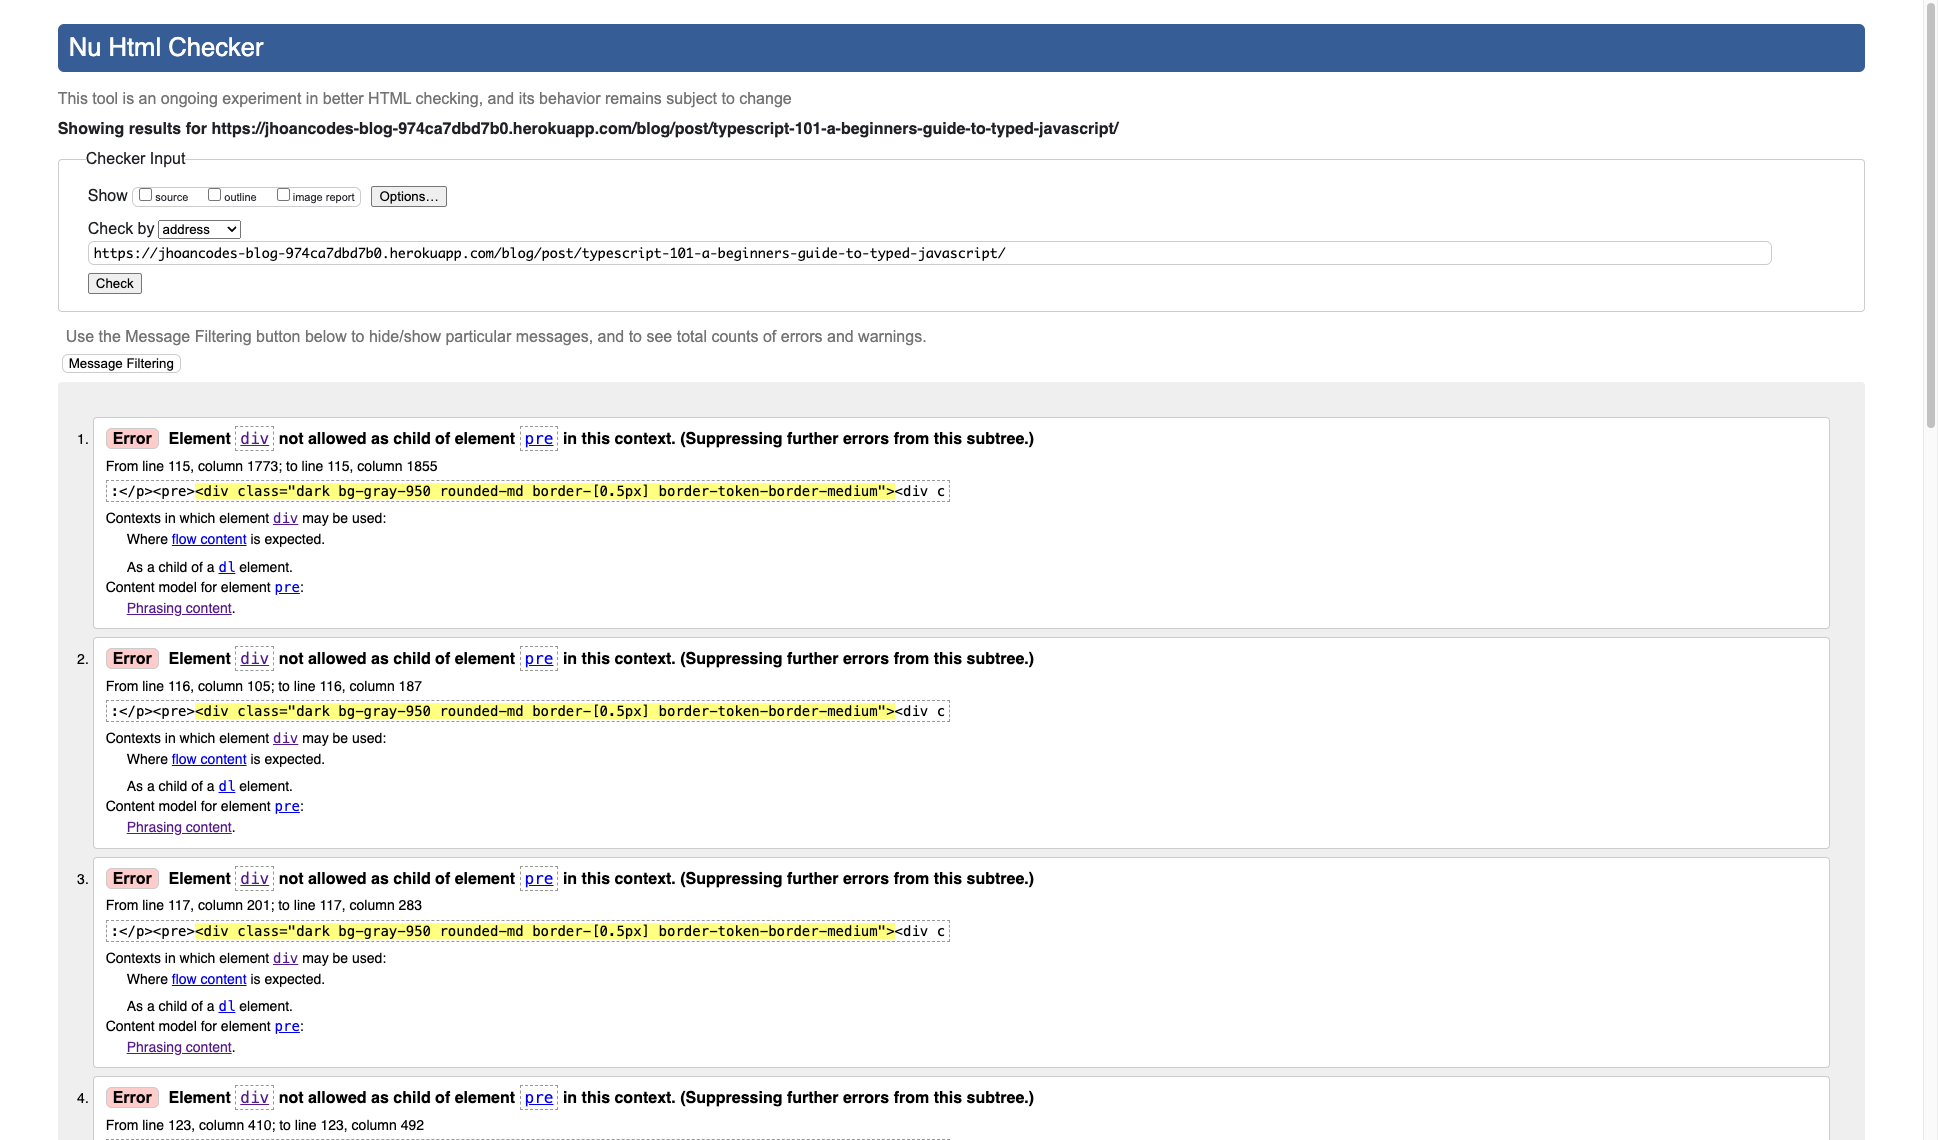 Nu Html Checker
This tool is an ongoing experiment in better HTML checking, and its behavior remains subject to change
Showing results for https://jhoancodes-blog-974ca7dbd7b0.herokuapp.com/blog/post/typescript-101-a-beginners-guide-to-typed-javascript/
Checker Input
Show source outline image report Options...
Check by address
https://jhoancodes-blog-974ca7dbd7b0.herokuapp.com/blog/post/typescript-101-a-beginners-guide-to-typed-javascript/
Check
Use the Message Filtering button below to hide/show particular messages, and to see total counts of errors and warnings.
Message Filtering
1. Error Element div not allowed as child of element pre in this context. (Suppressing further errors from this subtree.)
From line 115, column 1773; to line 115, column 1855
:</p><pre><div class="dark bg-gray-950 rounded-md border-[0.5px] border-token-border-medium"><div c
Contexts in which element div may be used:
Where flow content is expected.
As a child of a dl element.
Content model for element pre:
Phrasing content.
2. Error Element div not allowed as child of element pre in this context. (Suppressing further errors from this subtree.)
From line 116, column 105; to line 116, column 187
:</p><pre><div class="dark bg-gray-950 rounded-md border-[0.5px] border-token-border-medium"><div c
Contexts in which element div may be used:
Where flow content is expected.
As a child of a dl element.
Content model for element pre:
Phrasing content.
3. Error Element div not allowed as child of element pre in this context. (Suppressing further errors from this subtree.)
From line 117, column 201; to line 117, column 283
:</p><pre><div class="dark bg-gray-950 rounded-md border-[0.5px] border-token-border-medium"><div c
Contexts in which element div may be used:
Where flow content is expected.
As a child of a dl element.
Content model for element pre:
Phrasing content.
4. Error Element div not allowed as child of element pre in this context. (Suppressing further errors from this subtree.)
From line 123, column 410; to line 123, column 492